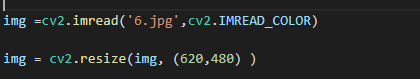 img =cv2.imread('6.jpg',cv2.IMREAD_COLOR)
img = cv2.resize(img, (620,480) )